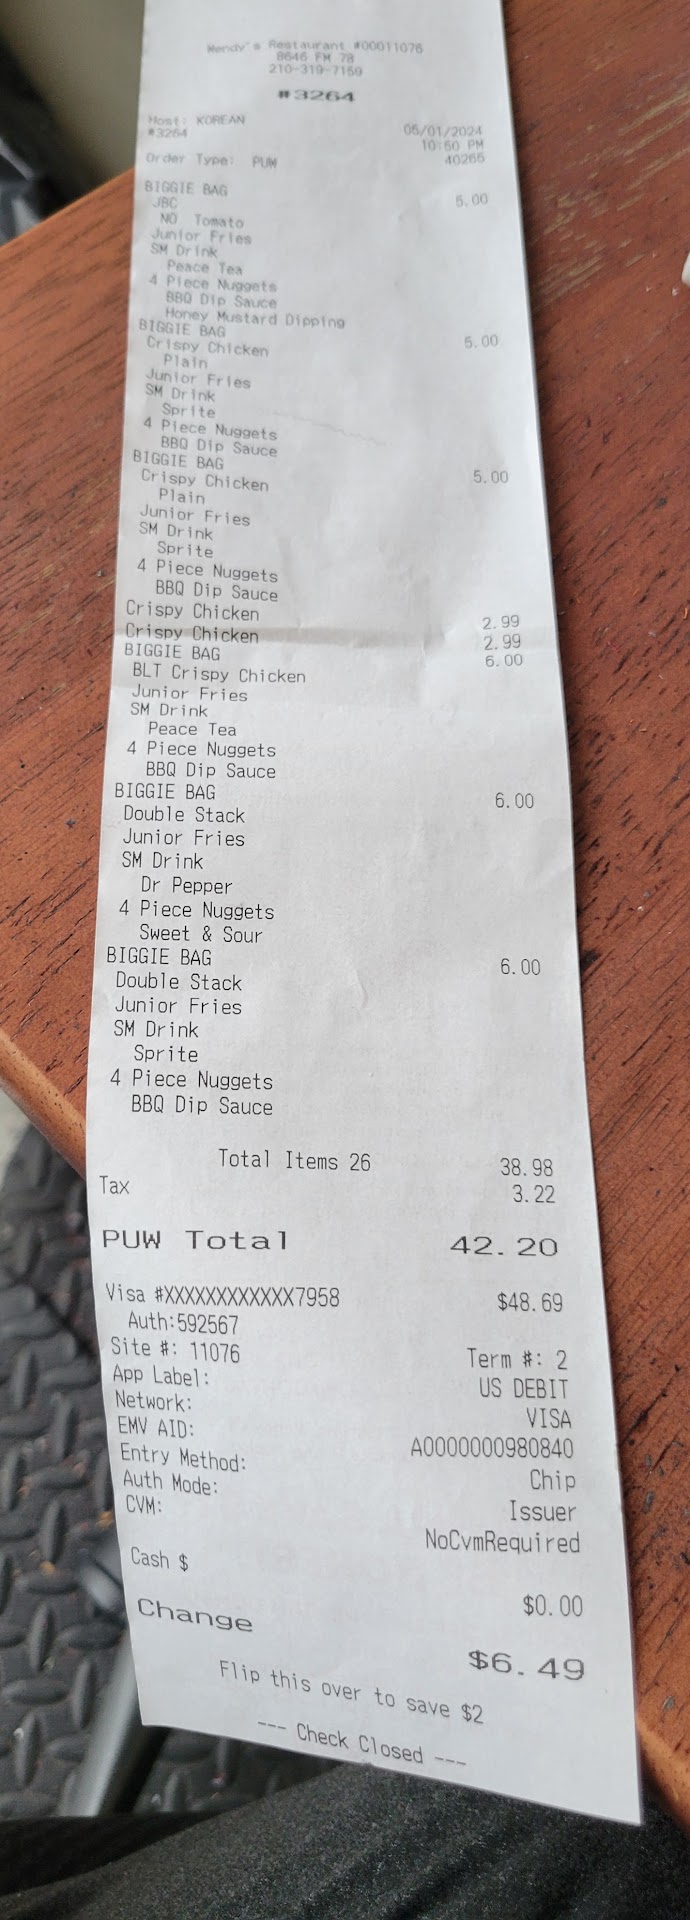 Wendy's Restaurant #00011076
8646 FM 78
210-319-7159
#3264
Host: KOREAN 05/01/2024
#3264 10:50 PM
Order Type: PUW 40265
BIGGIE BAG 5.00
JBC
NO Tomato
Junior Fries
SM Drink
Peace Tea
4 Piece Nuggets
BBQ Dip Sauce
Honey Mustard Dipping
BIGGIE BAG 5.00
Crispy Chicken
Plain
Junior Fries
SM Drink
Sprite
4 Piece Nuggets
BBQ Dip Sauce
BIGGIE BAG 5.00
Crispy Chicken
Plain
Junior Fries
SM Drink
Sprite
4 Piece Nuggets
BBQ Dip Sauce
Crispy Chicken 2.99
Crispy Chicken 2.99
BIGGIE BAG 6.00
BLT Crispy Chicken
Junior Fries
SM Drink
Peace Tea
4 Piece Nuggets
BBQ Dip Sauce
BIGGIE BAG 6.00
Double Stack
Junior Fries
SM Drink
Dr Pepper
4 Piece Nuggets
Sweet & Sour
BIGGIE BAG 6.00
Double Stack
Junior Fries
SM Drink
Sprite
4 Piece Nuggets
BBQ Dip Sauce
Total Items 26 38.98
Tax 3.22
PUW Total 42.20
Visa #XXXXXXXXXXXX7958 $48.69
Auth:592567
Site #: 11076 Term #: 2
App Label: US DEBIT
Network: VISA
EMV AID: A0000000980840
Entry Method: Chip
Auth Mode: Issuer
CVM: NoCvmRequired
Cash $ $0.00
Change $6.49
Flip this over to save $2
--- Check Closed ---